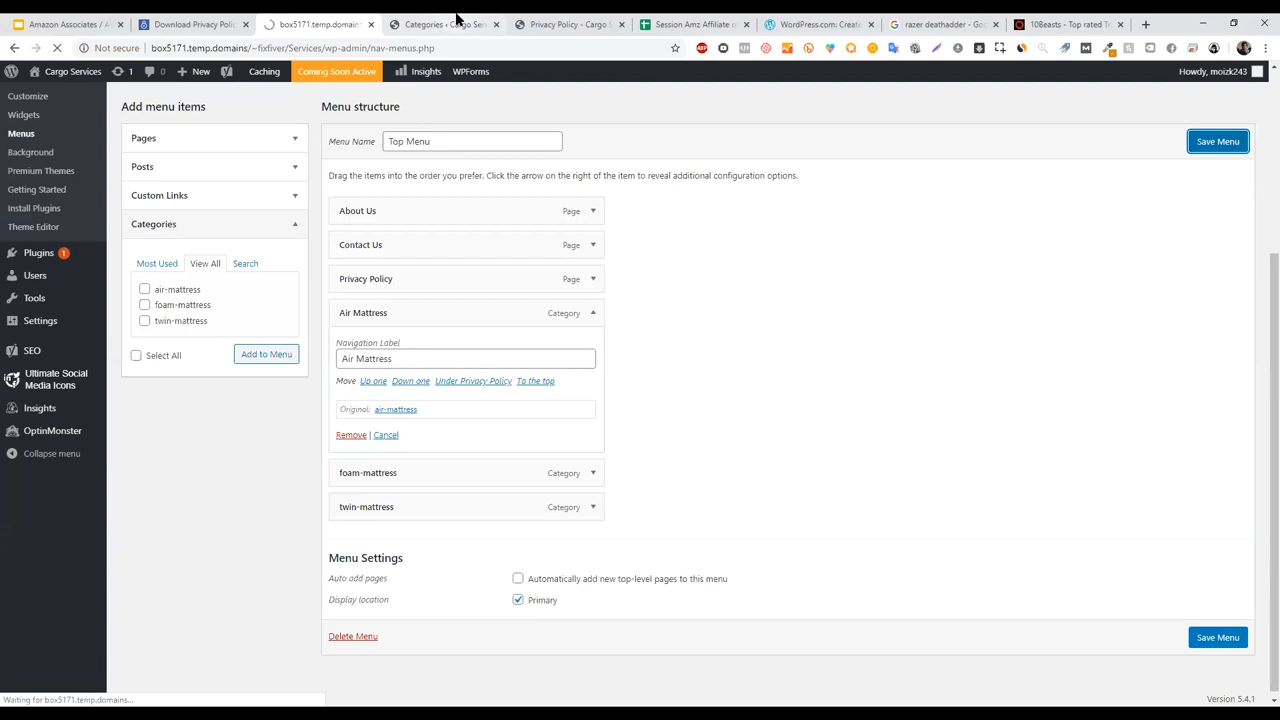 Amazon Associates / A
Download Privacy Poli
box5171.temp.domains
Categories ‹ Cargo Ser
Privacy Policy - Cargo S
Session Amz Affiliate o
WordPress.com: Create
razer deathadder - Goo
10Beasts - Top rated Te
Not secure box5171.temp.domains/~fixfiver/Services/wp-admin/nav-menus.php
Cargo Services 1 0 New Caching Coming Soon Active Insights WPForms Howdy, moizk243
Customize
Widgets
Menus
Background
Premium Themes
Getting Started
Install Plugins
Theme Editor
Plugins 1
Users
Tools
Settings
SEO
Ultimate Social
Media Icons
Insights
OptinMonster
Collapse menu
Add menu items
Pages
Posts
Custom Links
Categories
Most Used View All Search
air-mattress
foam-mattress
twin-mattress
Select All Add to Menu
Menu structure
Menu Name Top Menu Save Menu
Drag the items into the order you prefer. Click the arrow on the right of the item to reveal additional configuration options.
About Us Page
Contact Us Page
Privacy Policy Page
Air Mattress Category
Navigation Label
Air Mattress
Move Up one Down one Under Privacy Policy To the top
Original: air-mattress
Remove | Cancel
foam-mattress Category
twin-mattress Category
Menu Settings
Auto add pages Automatically add new top-level pages to this menu
Display location Primary
Delete Menu Save Menu
Waiting for box5171.temp.domains...
Version 5.4.1